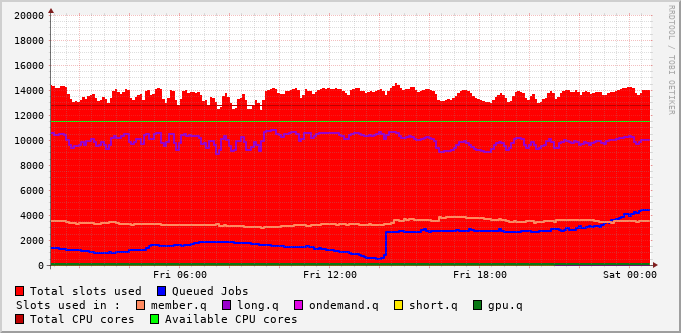 20000
18000
16000
14000
12000
10000
8000
6000
4000
2000
0
Fri 06:00 Fri 12:00 Fri 18:00 Sat 00:00
RRDTOOL / TOBI OETIKER
Total slots used Queued Jobs
Slots used in : member.q long.q ondemand.q short.q gpu.q
Total CPU cores Available CPU cores